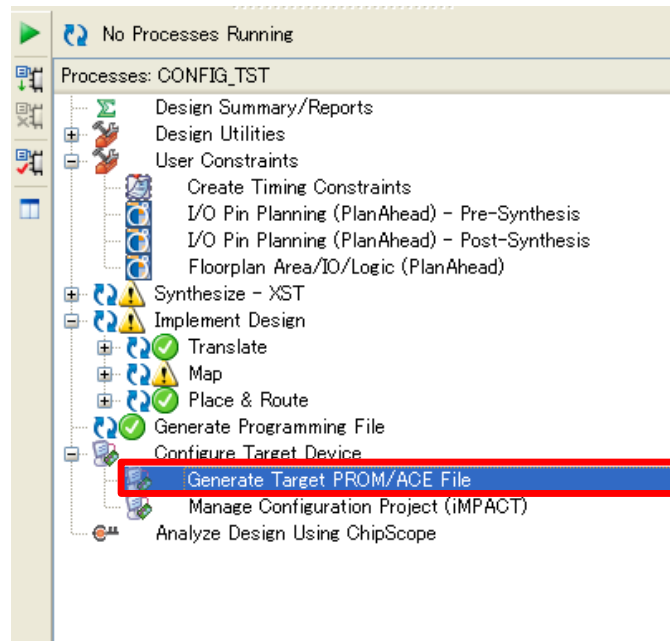 No Processes Running
Processes: CONFIG_TST
Design Summary/Reports
Design Utilities
User Constraints
Create Timing Constraints
I/O Pin Planning (PlanAhead) - Pre-Synthesis
I/O Pin Planning (PlanAhead) - Post-Synthesis
Floorplan Area/IO/Logic (PlanAhead)
Synthesize - XST
Implement Design
Translate
Map
Place & Route
Generate Programming File
Configure Target Device
Generate Target PROM/ACE File
Manage Configuration Project (iMPACT)
Analyze Design Using ChipScope